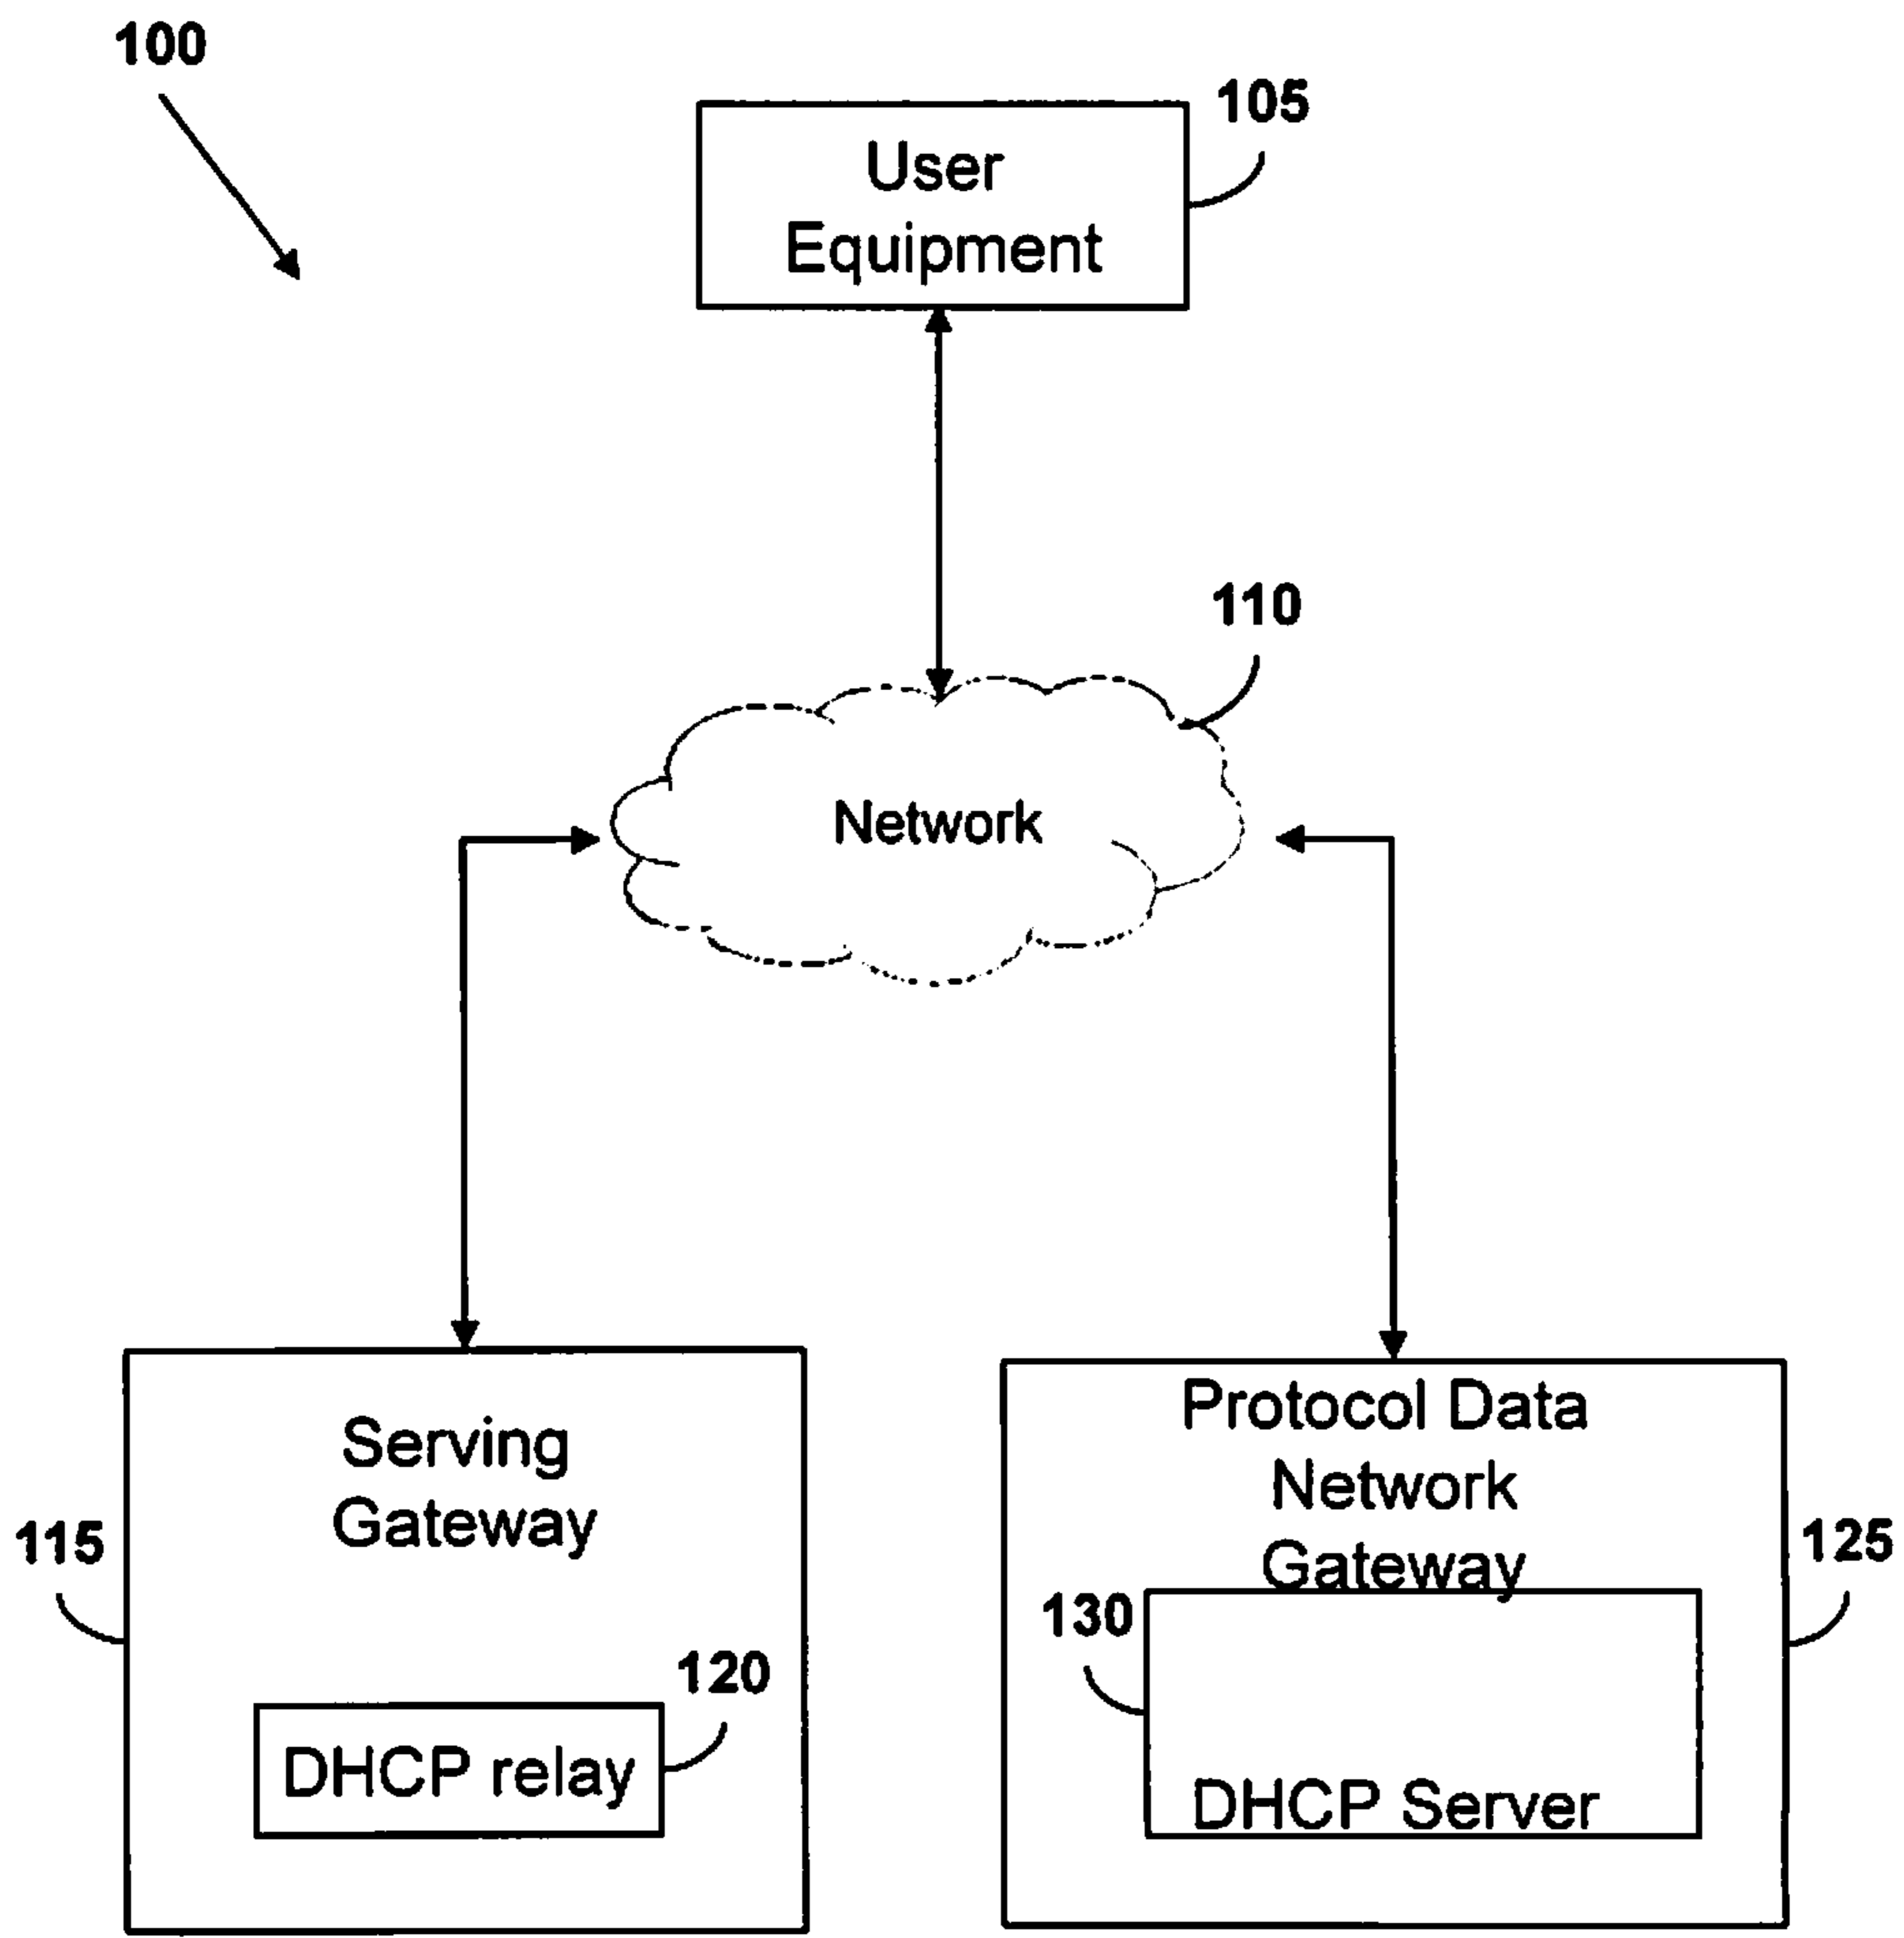 100
105
User
Equipment
110
Network
Serving
Gateway
115
120
DHCP relay
Protocol Data
Network
Gateway
125
130
DHCP Server